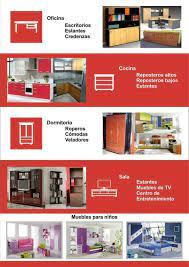 Oficina
Escritorios
Estantes
Credenzas
Cocina
Reposteros altos
Reposteros bajos
Estantes
Dormitorio
Roperos
Cómodas
Veladores
Sala
Estantes
Muebles de TV
Centro de
Entretenimiento
Muebles para niños